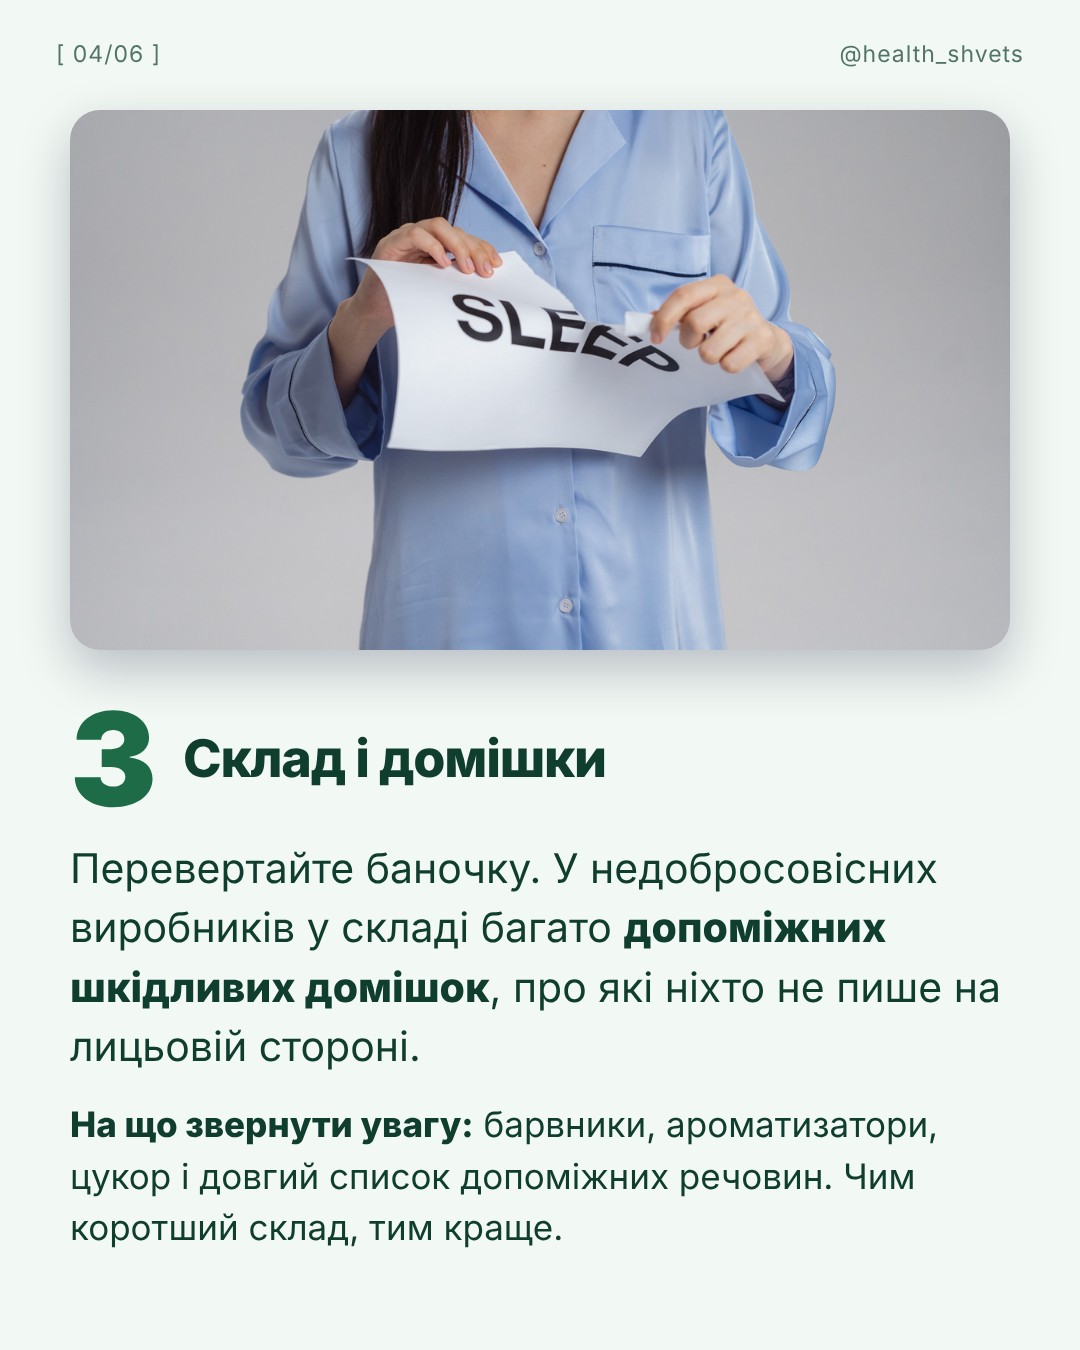 [ 04/06 ]
@health_shvets
SLEEP
3
Склад і домішки
Перевертайте баночку. У недобросовісних
виробників у складі багато допоміжних
шкідливих домішок, про які ніхто не пише на
лицьовій стороні.
На що звернути увагу: барвники, ароматизатори,
цукор і довгий список допоміжних речовин. Чим
коротший склад, тим краще.